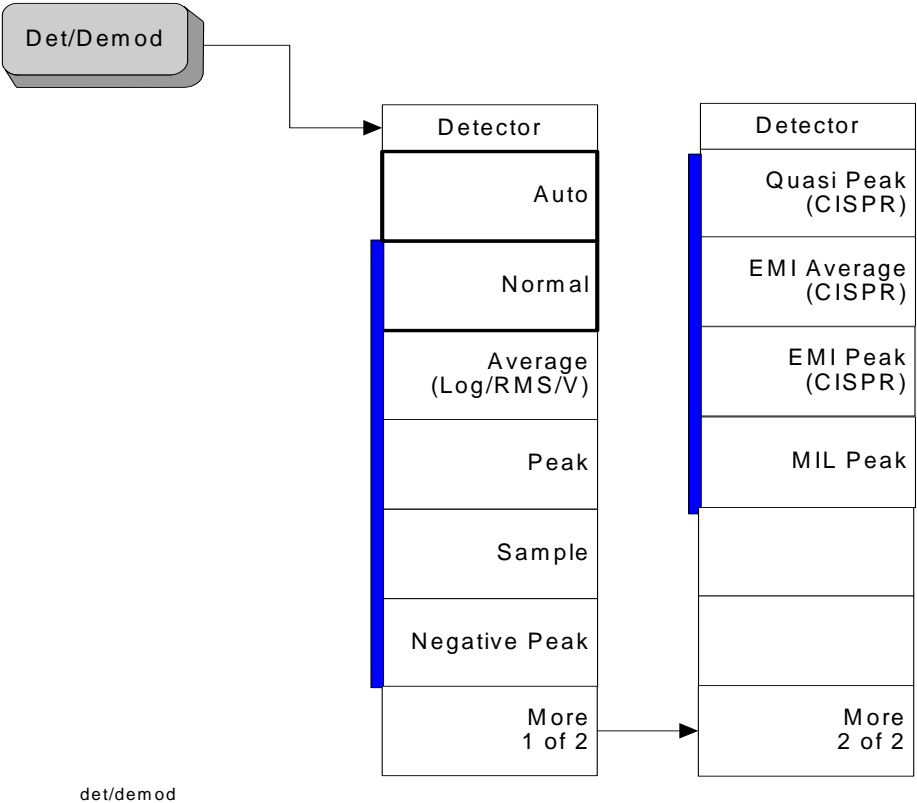 Det/Demod
Detector
Auto
Normal
Average
(Log/RMS/V)
Peak
Sample
Negative Peak
More
1 of 2
Detector
Quasi Peak
(CISPR)
EMI Average
(CISPR)
EMI Peak
(CISPR)
MIL Peak
More
2 of 2
det/demod